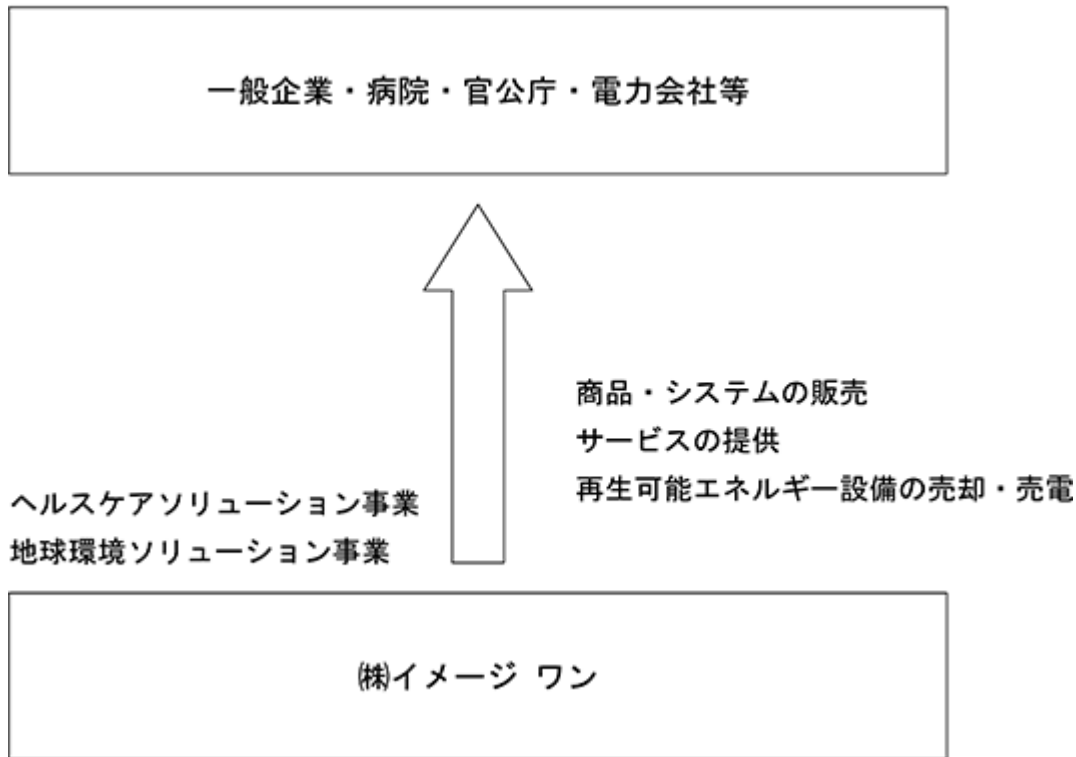 一般企業・病院・官公庁・電力会社等
商品・システムの販売
サービスの提供
再生可能エネルギー設備の売却・売電
ヘルスケアソリューション事業
地球環境ソリューション事業
㈱イメージ ワン